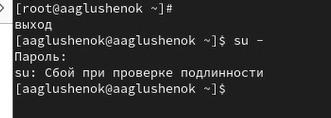 [root@aaglushenok ~]#
выход
[aaglushenok@aaglushenok ~]$ su -
Пароль:
su: Сбой при проверке подлинности
[aaglushenok@aaglushenok ~]$